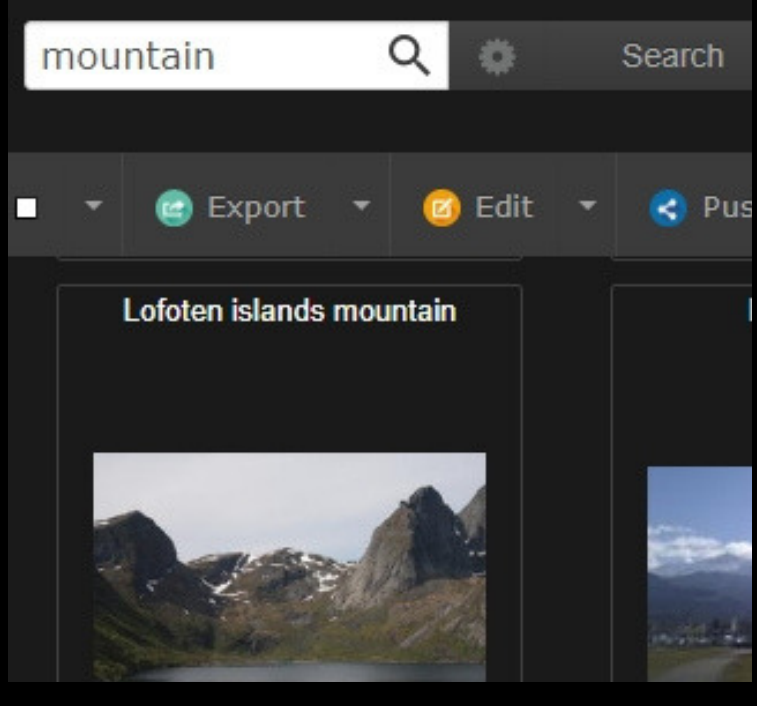 mountain
Search
Export
Edit
Lofoten islands mountain